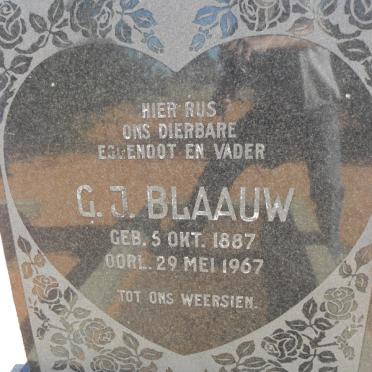 HIER RUS
ONS DIERBARE
EGGENOOT EN VADER
G. J. BLAAUW
GEB. 5 OKT. 1887
OORL. 29 MEI 1967
TOT ONS WEERSIEN.